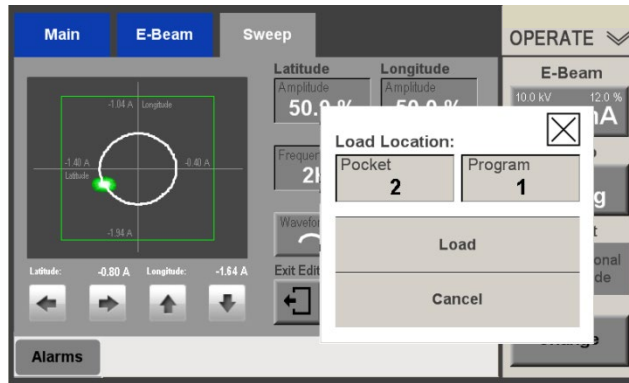 Main
E-Beam
Sweep
OPERATE
Latitude
Longitude
E-Beam
Amplitude
Amplitude
10.0 kV
12.0 %
-1.04 A
Longitude
-1.40 A
-0.40 A
Latitude
-1.94 A
Load Location:
Pocket
Program
2
1
Load
Cancel
Latitude:
-0.80 A
Longitude:
-1.64 A
Exit Edit
Alarms